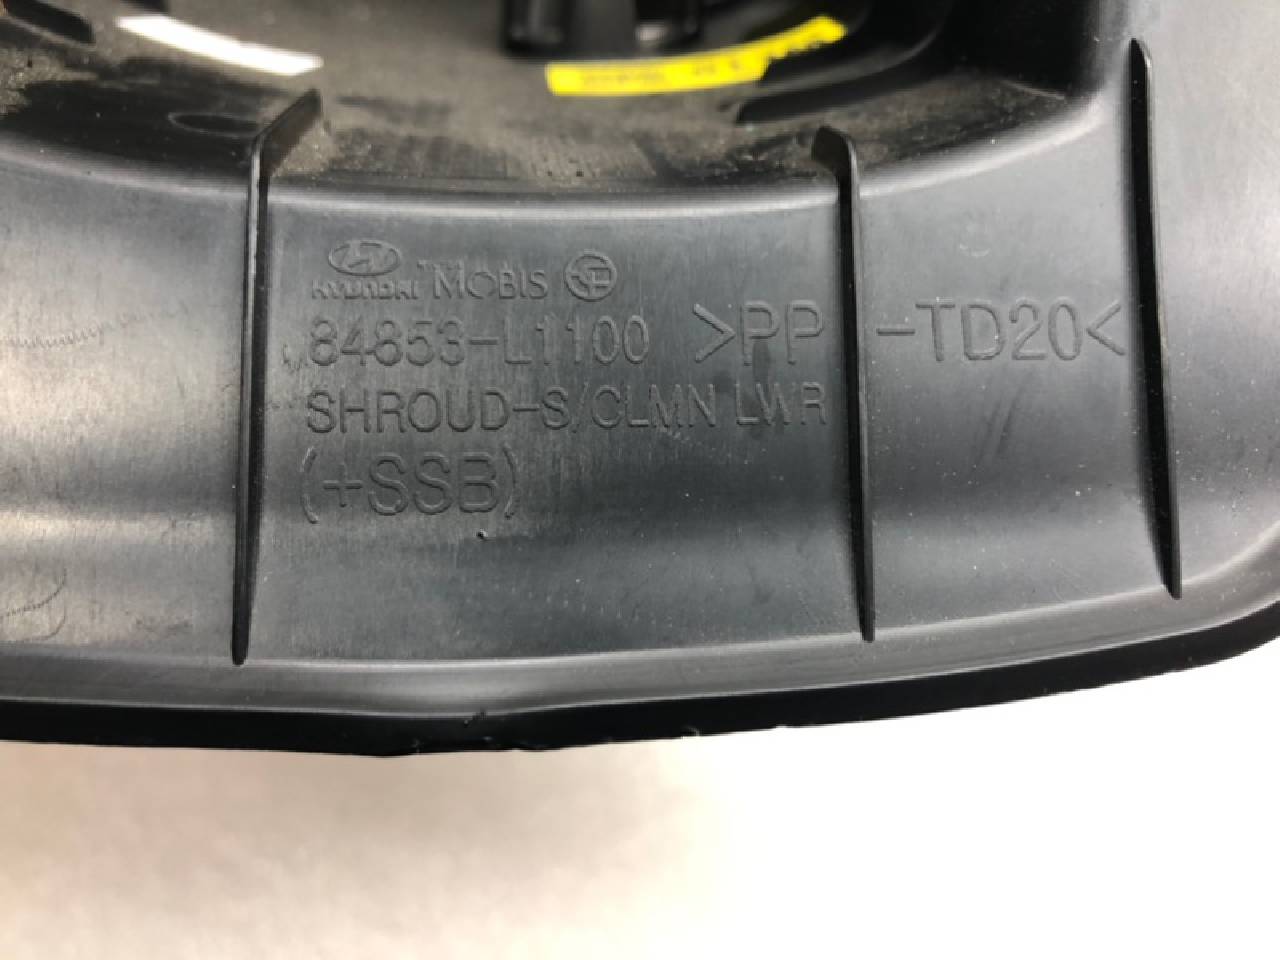 HYUNDAI MOBIS
84853-L1100 >PP-TD20<
SHROUD-S/CLMN LWR
(+SSB)